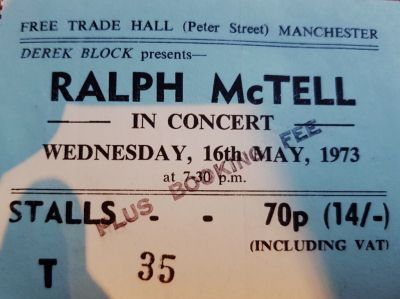 FREE TRADE HALL (Peter Street) MANCHESTER
DEREK BLOCK presents—
RALPH McTELL
IN CONCERT
WEDNESDAY, 16th MAY, 1973
at 7-30 p.m.
PLUS BOOKING FEE
STALLS - - 70p (14/-)
(INCLUDING VAT)
T 35